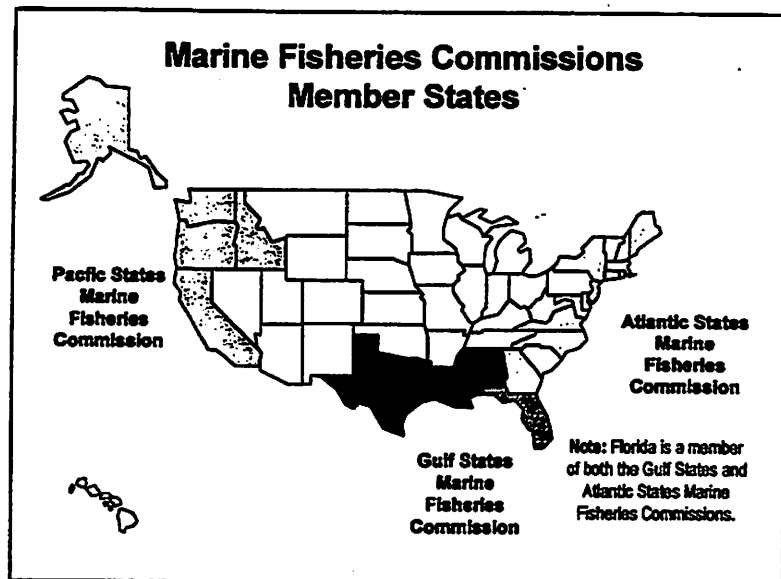 Marine Fisheries Commissions
Member States
Pacfic States
Marine
Fisheries
Commission
Atlantic States
Marine
Fisheries
Commission
Gulf States
Marine
Fisheries
Commission
Note: Florida is a member
of both the Gulf States and
Atlantic States Marine
Fisheries Commissions.